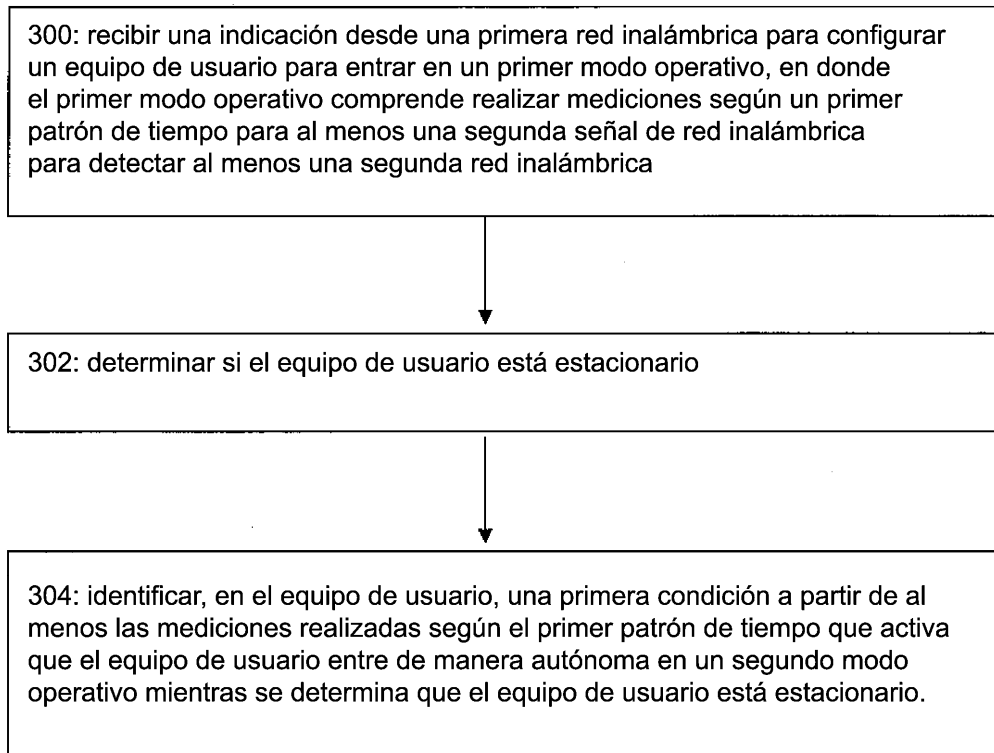 300: recibir una indicación desde una primera red inalámbrica para configurar
un equipo de usuario para entrar en un primer modo operativo, en donde
el primer modo operativo comprende realizar mediciones según un primer
patrón de tiempo para al menos una segunda señal de red inalámbrica
para detectar al menos una segunda red inalámbrica
302: determinar si el equipo de usuario está estacionario
304: identificar, en el equipo de usuario, una primera condición a partir de al
menos las mediciones realizadas según el primer patrón de tiempo que activa
que el equipo de usuario entre de manera autónoma en un segundo modo
operativo mientras se determina que el equipo de usuario está estacionario.